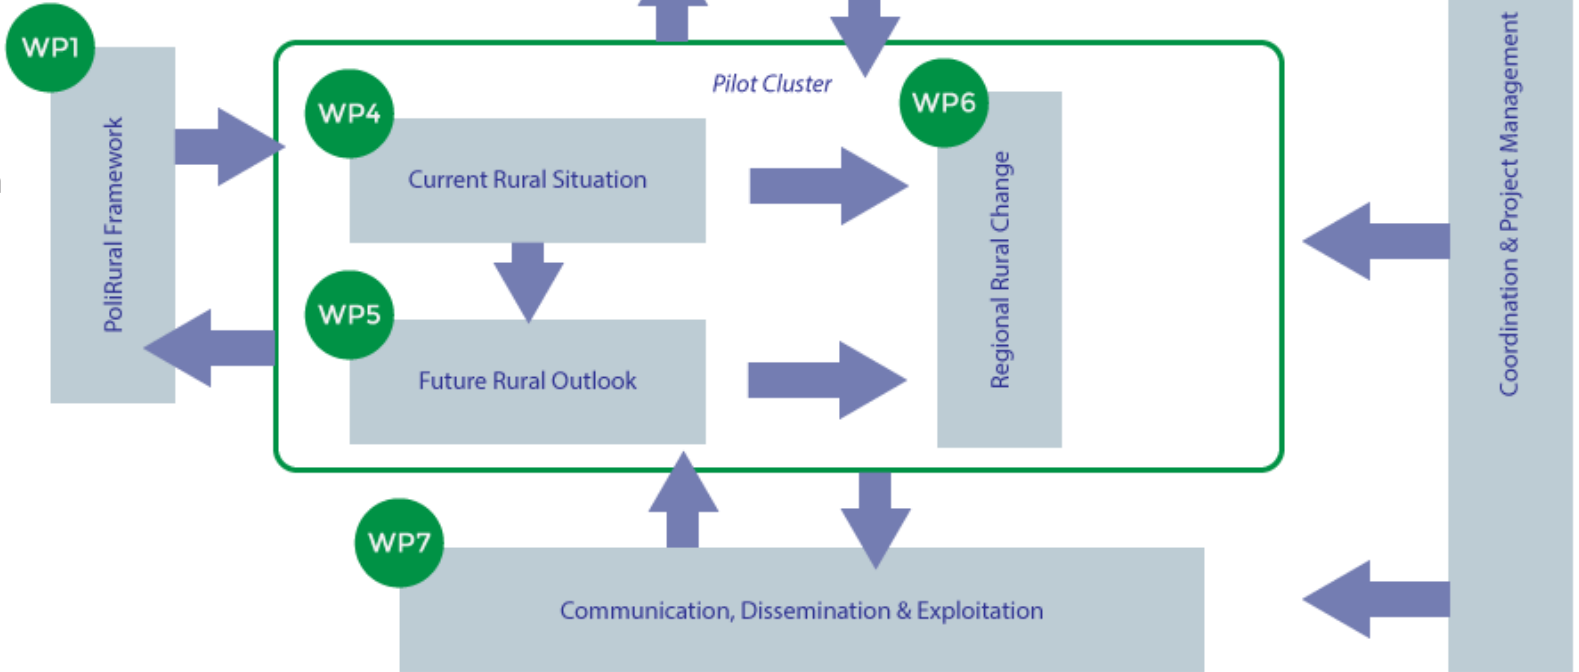 WP1
PoliRural Framework
Pilot Cluster
WP4
Current Rural Situation
WP5
Future Rural Outlook
WP6
Regional Rural Change
WP7
Communication, Dissemination & Exploitation
Coordination & Project Management